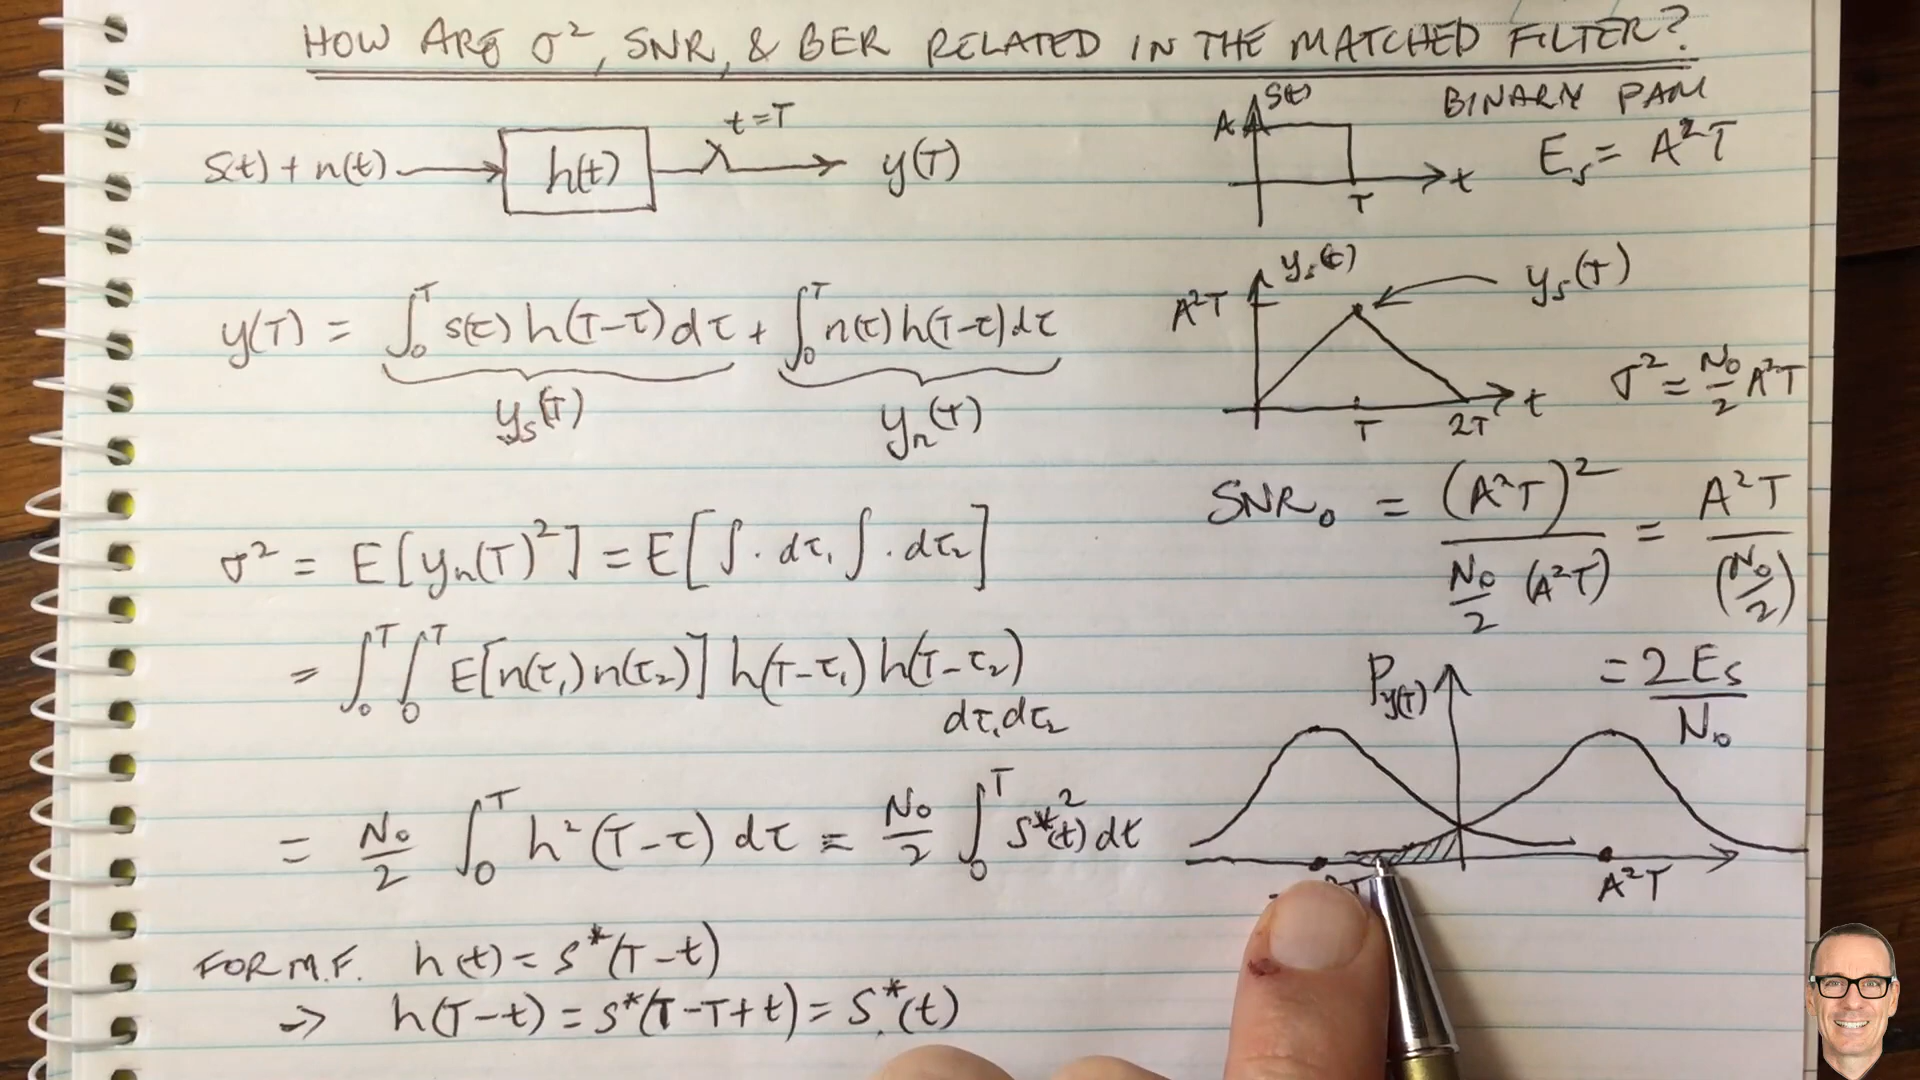 HOW ARE σ², SNR, & BER RELATED IN THE MATCHED FILTER?
s(t) + n(t) h(t) t=T y(T)
y(T) = ∫₀ᵀ s(τ) h(T-τ) dτ + ∫₀ᵀ n(τ) h(T-τ) dτ
yₛ(T) yₙ(T)
σ² = E[yₙ(T)²] = E[∫· dτ₁ ∫· dτ₂]
= ∫₀ᵀ ∫₀ᵀ E[n(τ₁) n(τ₂)] h(T-τ₁) h(T-τ₂)
dτ₁ dτ₂
= N₀/2 ∫₀ᵀ h²(T-τ) dτ = N₀/2 ∫₀ᵀ s*²(t) dt
FOR M.F. h(t) = s*(T-t)
→ h(T-t) = s*(T-T+t) = s*(t)
BINARY PAM
s(t)
A
T
t
Eₛ = A²T
yₛ(t)
A²T
yₛ(T)
T 2T t
σ² = N₀/2 A²T
SNR₀ = (A²T)² / N₀/2 (A²T) = A²T / (N₀/2)
= 2Eₛ / N₀
P y(T)
A²T